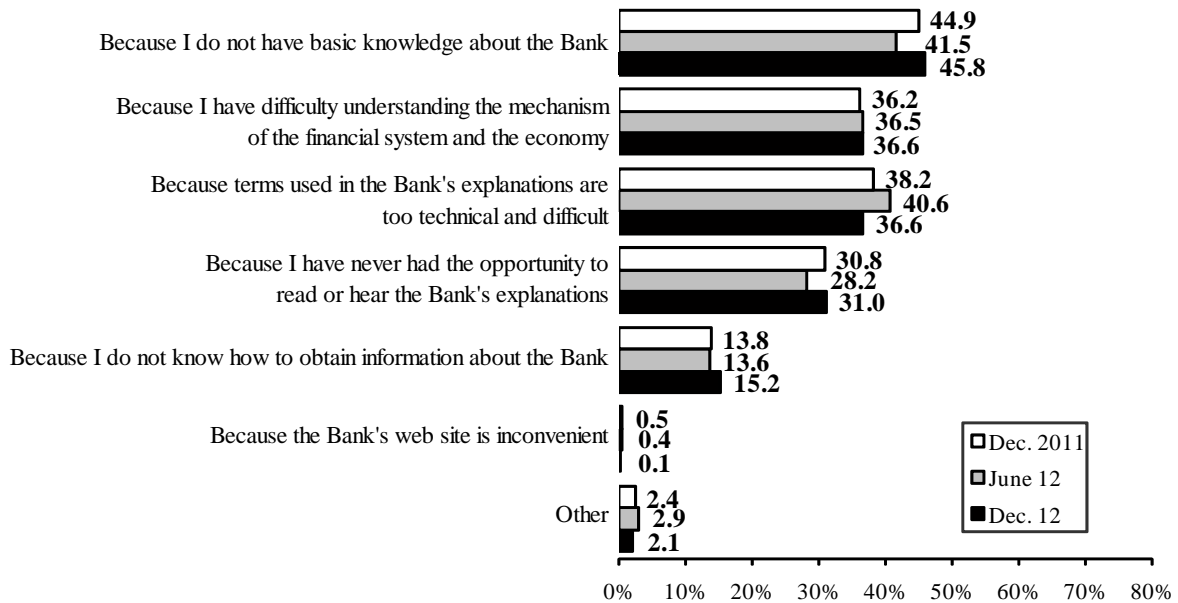 Because I do not have basic knowledge about the Bank
44.9
41.5
45.8
Because I have difficulty understanding the mechanism
of the financial system and the economy
36.2
36.5
36.6
Because terms used in the Bank's explanations are
too technical and difficult
38.2
40.6
36.6
Because I have never had the opportunity to
read or hear the Bank's explanations
30.8
28.2
31.0
Because I do not know how to obtain information about the Bank
13.8
13.6
15.2
Because the Bank's web site is inconvenient
0.5
0.4
0.1
Other
2.4
2.9
2.1
Dec. 2011
June 12
Dec. 12
0% 10% 20% 30% 40% 50% 60% 70% 80%